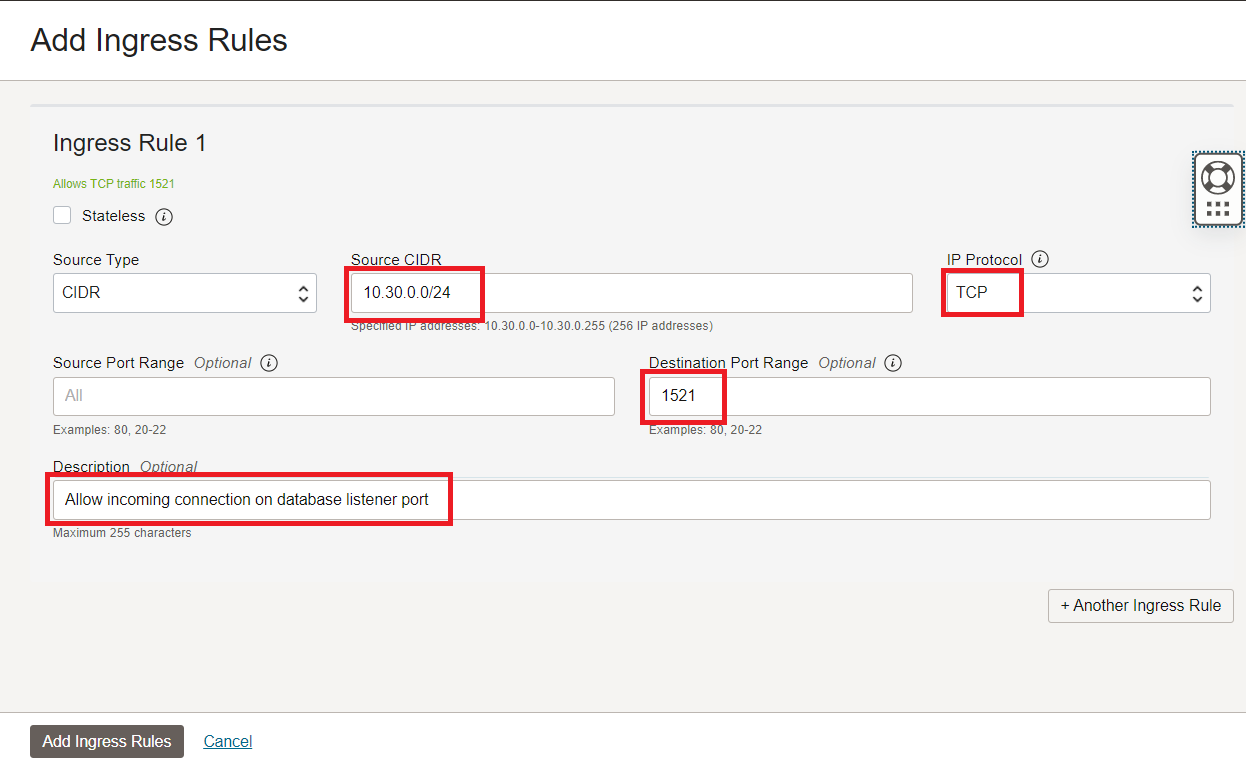 Add Ingress Rules
Ingress Rule 1
Allows TCP traffic 1521
Stateless
Source Type
Source CIDR
IP Protocol
CIDR
10.30.0.0/24
TCP
Specified IP addresses: 10.30.0.0-10.30.0.255 (256 IP addresses)
Source Port Range Optional
Destination Port Range Optional
All
1521
Examples: 80, 20-22
Examples: 80, 20-22
Description Optional
Allow incoming connection on database listener port
Maximum 255 characters
+ Another Ingress Rule
Add Ingress Rules
Cancel